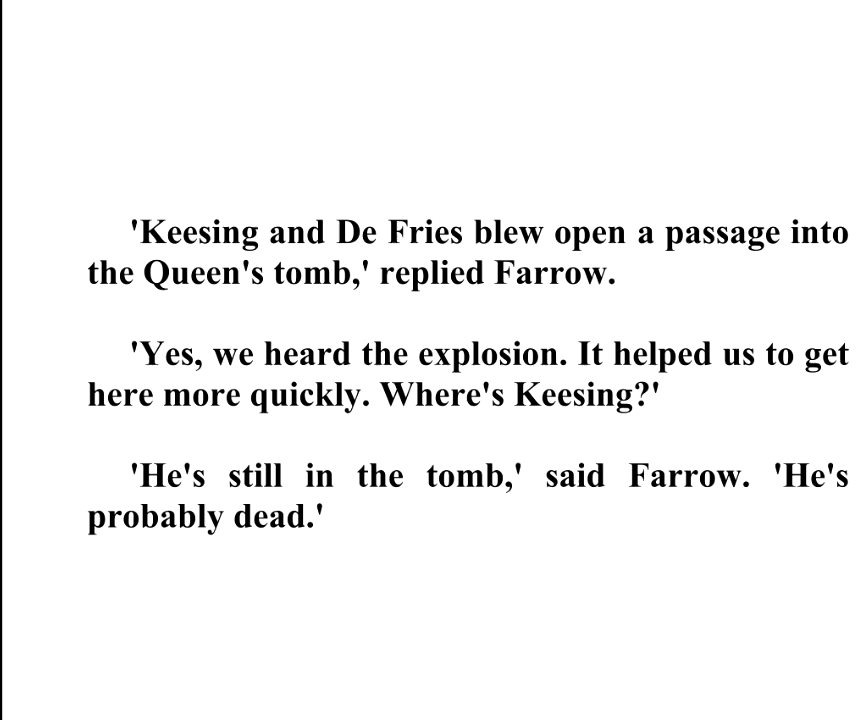 'Keesing and De Fries blew open a passage into
the Queen's tomb,' replied Farrow.
'Yes, we heard the explosion. It helped us to get
here more quickly. Where's Keesing?'
'He's still in the tomb,' said Farrow. 'He's
probably dead.'